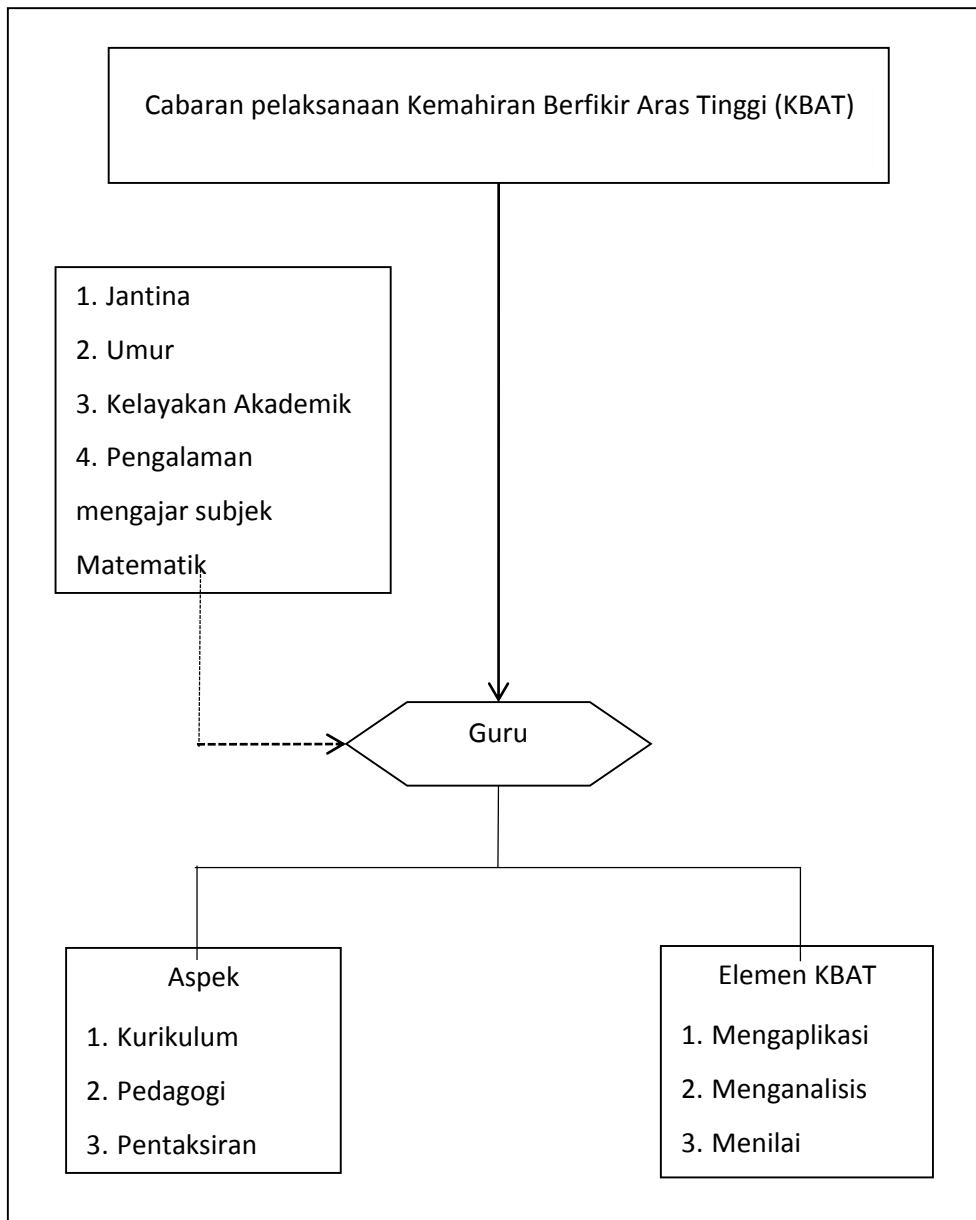 Cabaran pelaksanaan Kemahiran Berfikir Aras Tinggi (KBAT)
1. Jantina
2. Umur
3. Kelayakan Akademik
4. Pengalaman
mengajar subjek
Matematik
Guru
Aspek
1. Kurikulum
2. Pedagogi
3. Pentaksiran
Elemen KBAT
1. Mengaplikasi
2. Menganalisis
3. Menilai